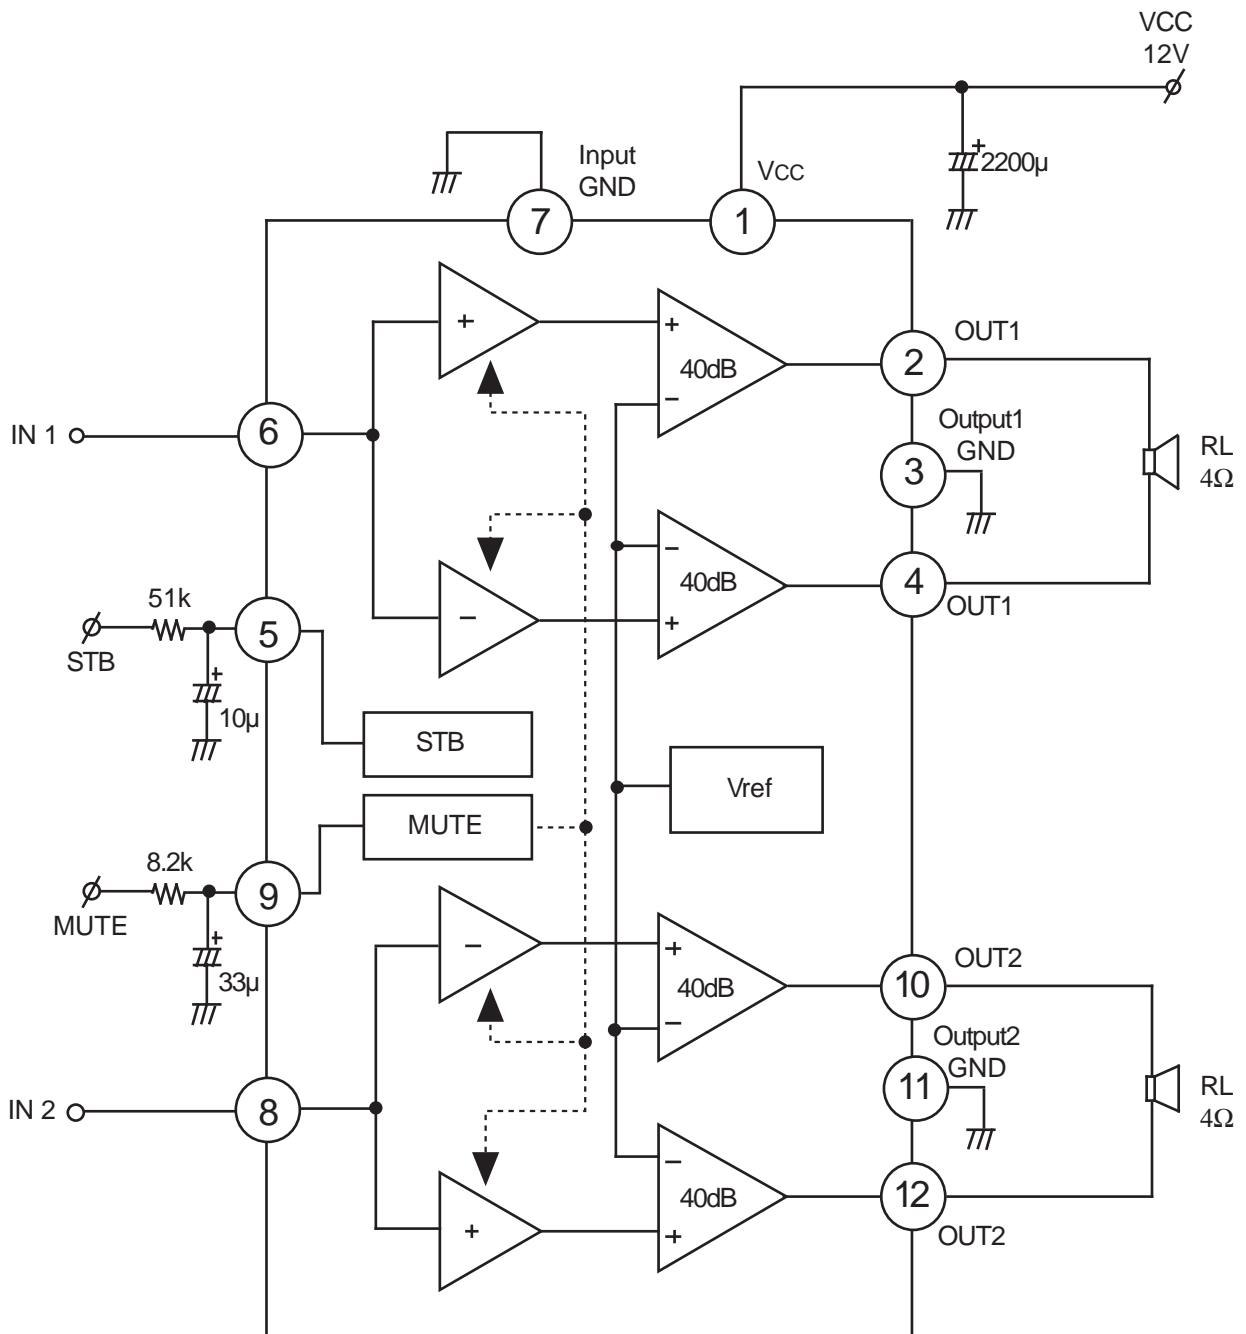 VCC
12V
2200µ
+
Input
GND
VCC
7
1
+
+
40dB
−
2
OUT1
Output1
GND
3
RL
4Ω
IN 1
6
−
40dB
+
4
OUT1
−
51k
5
STB
+
10µ
STB
Vref
MUTE
8.2k
9
MUTE
+
33µ
−
+
40dB
−
10
OUT2
Output2
GND
11
RL
4Ω
IN 2
8
−
40dB
+
12
OUT2
+